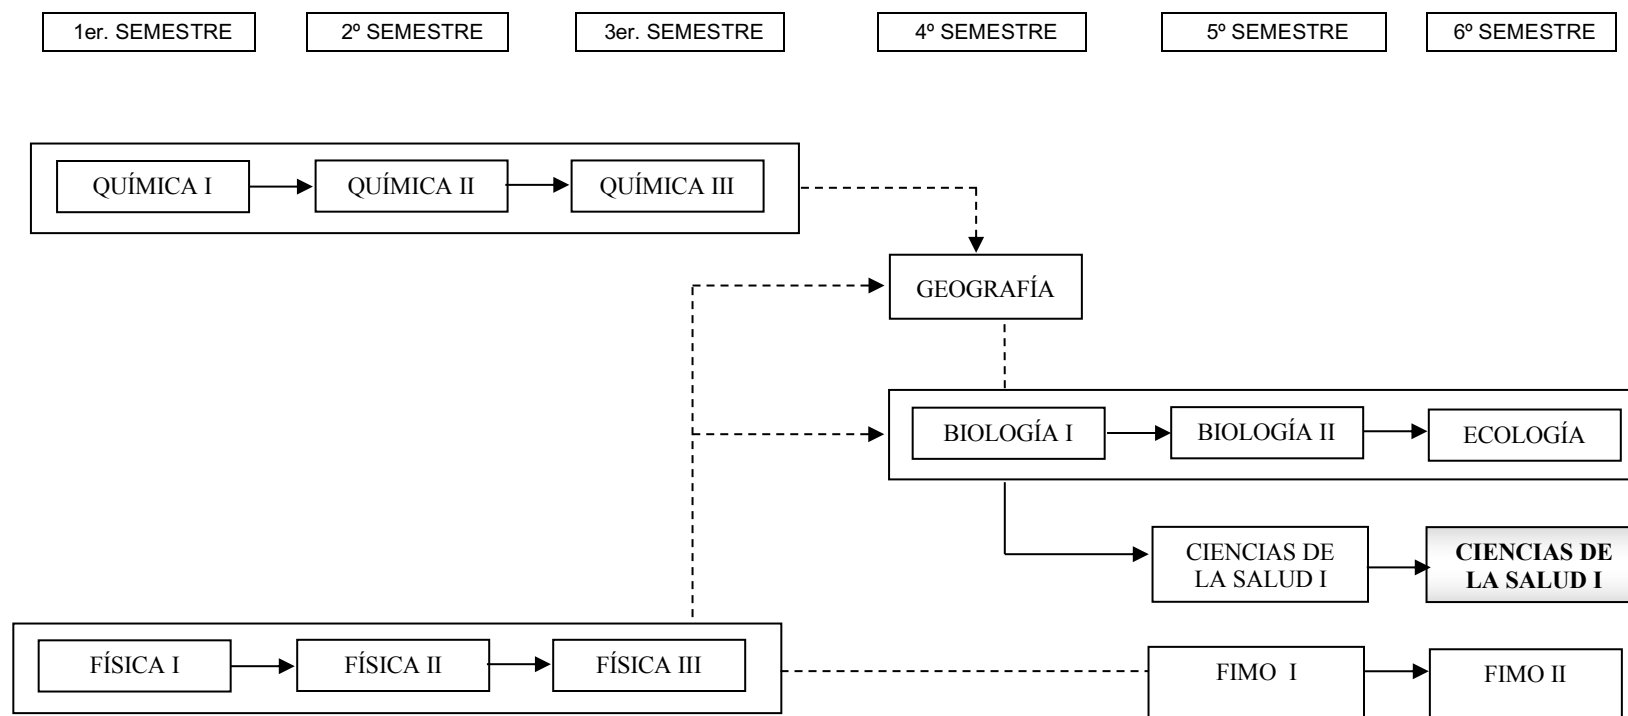 1er. SEMESTRE
2º SEMESTRE
3er. SEMESTRE
4º SEMESTRE
5º SEMESTRE
6º SEMESTRE
QUÍMICA I
QUÍMICA II
QUÍMICA III
GEOGRAFÍA
BIOLOGÍA I
BIOLOGÍA II
ECOLOGÍA
CIENCIAS DE
LA SALUD I
CIENCIAS DE
LA SALUD I
FÍSICA I
FÍSICA II
FÍSICA III
FIMO I
FIMO II